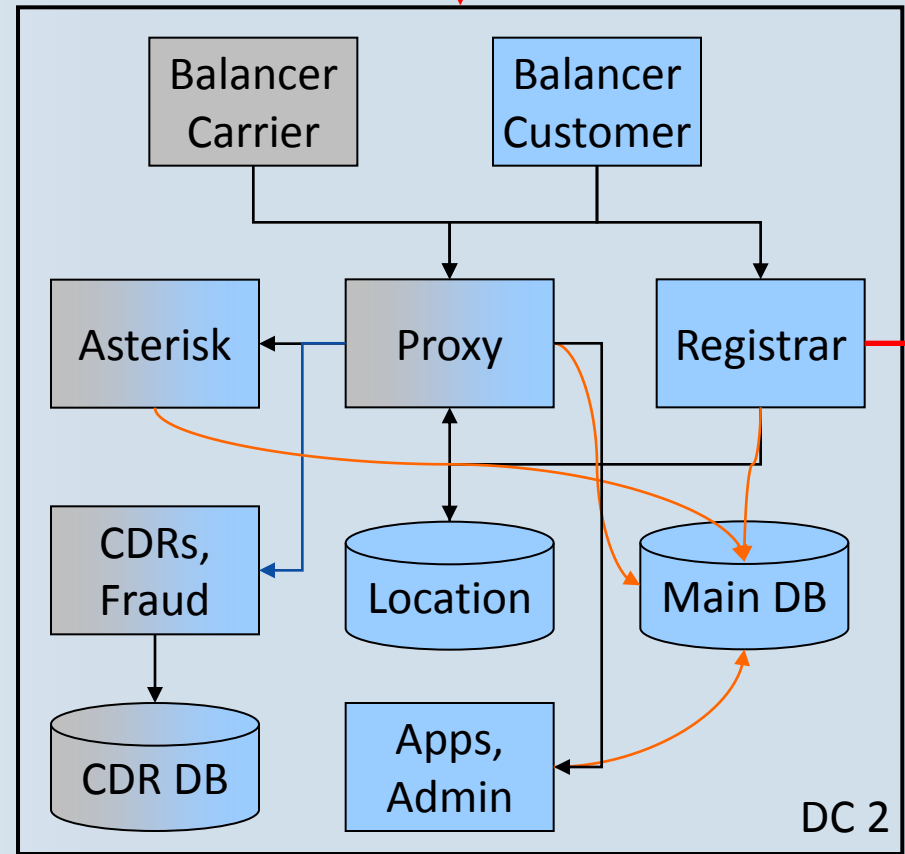 Balancer
Carrier
Balancer
Customer
Asterisk
Proxy
Registrar
CDRs,
Fraud
Location
Main DB
CDR DB
Apps,
Admin
DC 2